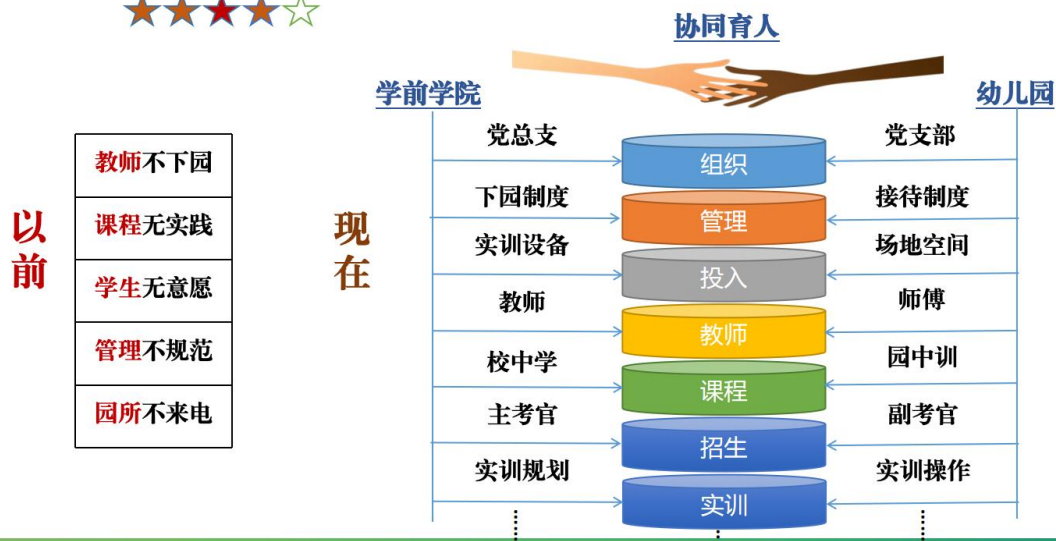 协同育人
学前学院
幼儿园
以前
教师不下园
课程无实践
学生无意愿
管理不规范
园所不来电
现在
党总支
组织
党支部
下园制度
管理
接待制度
实训设备
投入
场地空间
教师
教师
师傅
校中学
课程
园中训
主考官
招生
副考官
实训规划
实训
实训操作